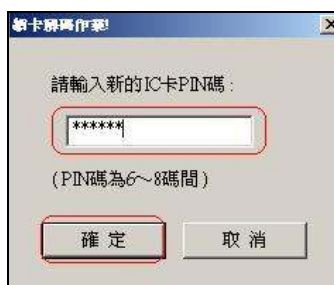 鎖卡解碼作業!
請輸入新的IC卡PIN碼：
******
(PIN碼為6～8碼間)
確 定
取 消